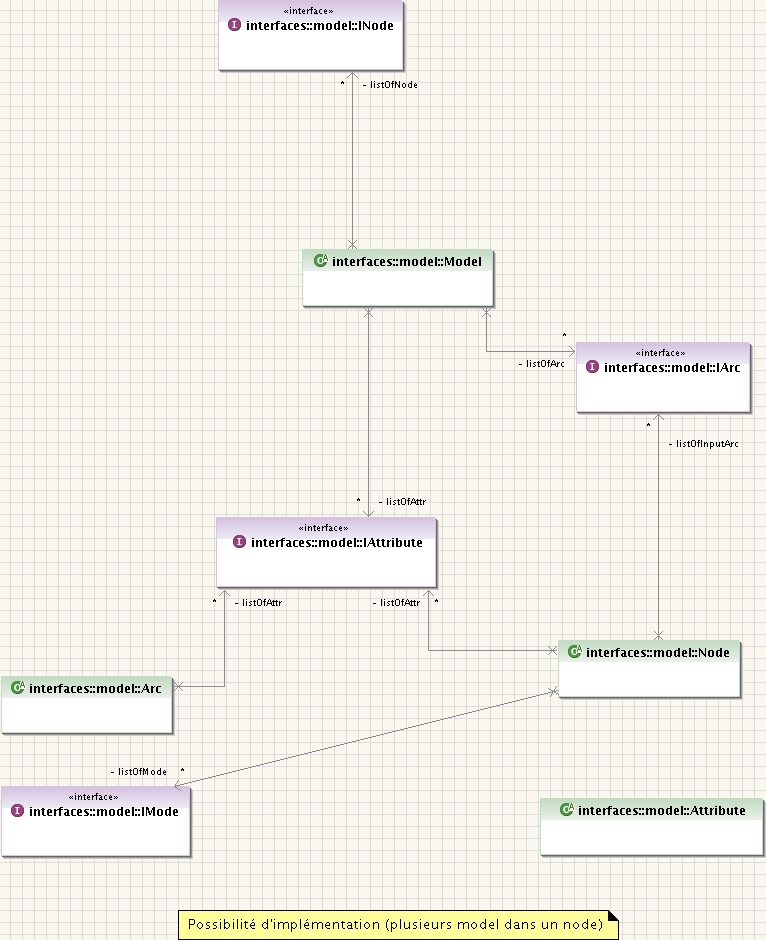 «interface»
interfaces::model::INode
*
- listOfNode
interfaces::model::Model
*
- listOfArc
«interface»
interfaces::model::IArc
*
- listOfInputArc
*
- listOfAttr
«interface»
interfaces::model::IAttribute
*
- listOfAttr
- listOfAttr
*
interfaces::model::Node
interfaces::model::Arc
- listOfMode
*
«interface»
interfaces::model::IMode
interfaces::model::Attribute
Possibilité d'implémentation (plusieurs model dans un node)